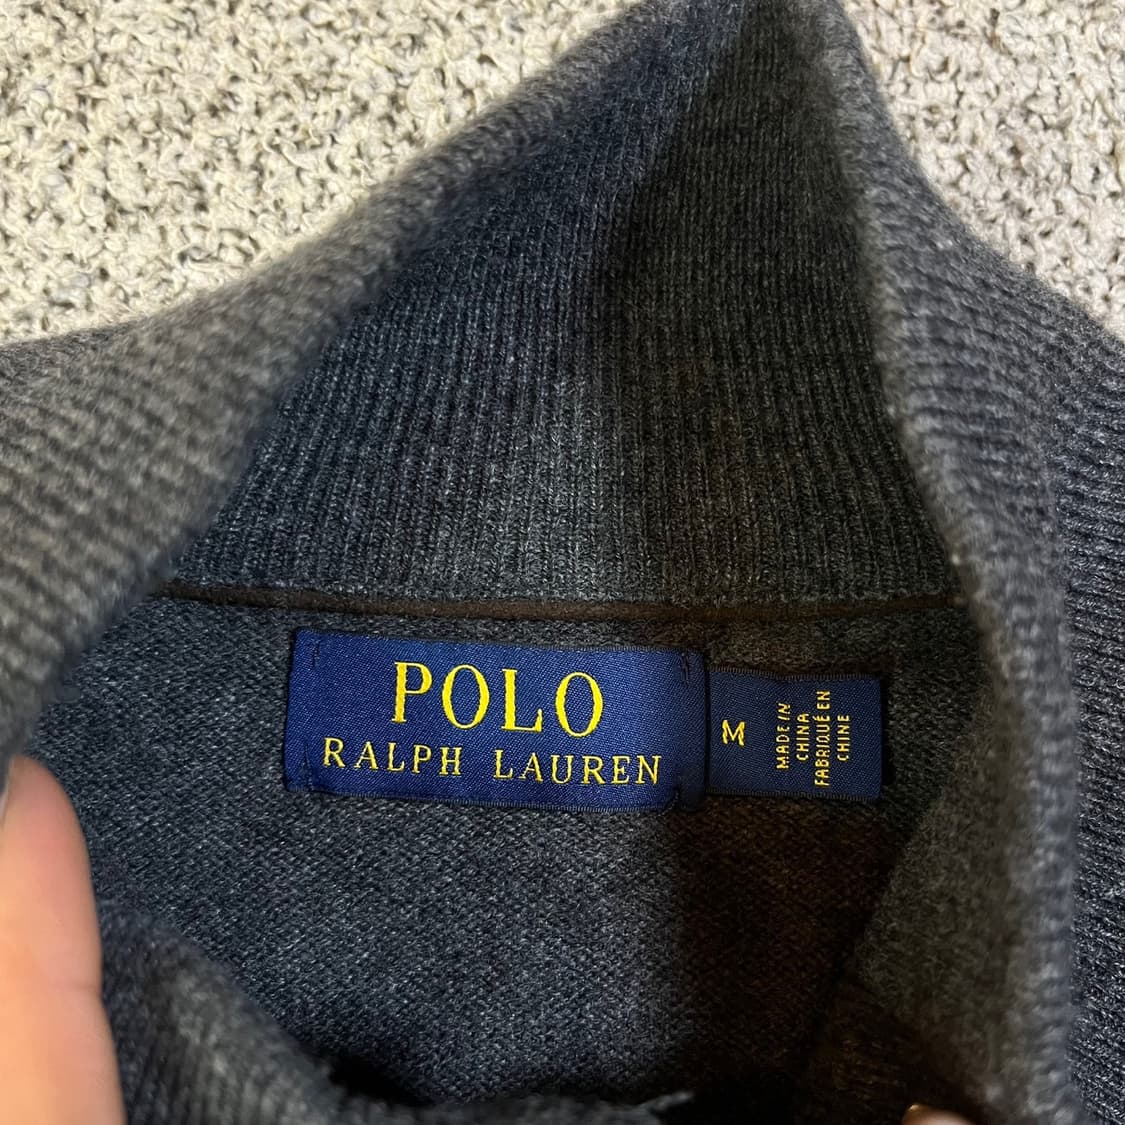 POLO
RALPH LAUREN
M
MADE IN
CHINA
FABRIQUÉ EN
CHINE